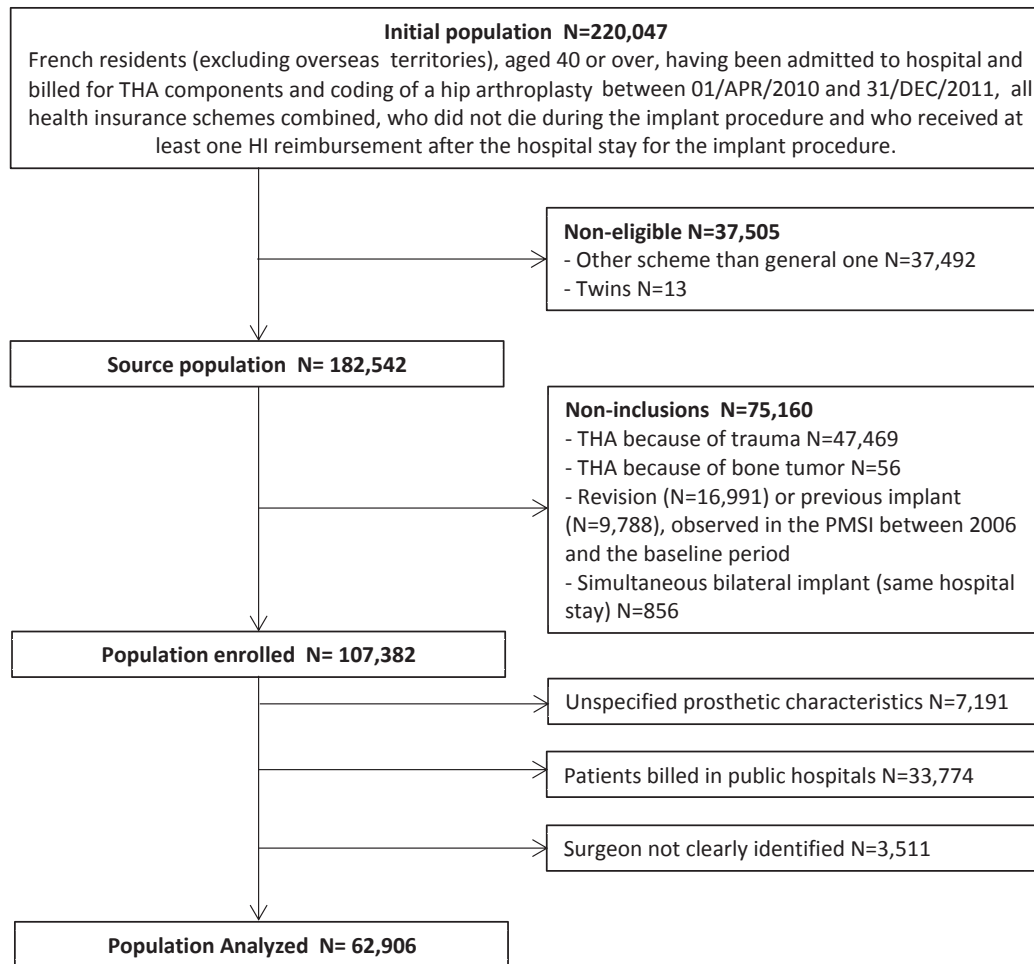 Initial population N=220,047
French residents (excluding overseas territories), aged 40 or over, having been admitted to hospital and
billed for THA components and coding of a hip arthroplasty between 01/APR/2010 and 31/DEC/2011, all
health insurance schemes combined, who did not die during the implant procedure and who received at
least one HI reimbursement after the hospital stay for the implant procedure.
Non-eligible N=37,505
- Other scheme than general one N=37,492
- Twins N=13
Source population N= 182,542
Non-inclusions N=75,160
- THA because of trauma N=47,469
- THA because of bone tumor N=56
- Revision (N=16,991) or previous implant
(N=9,788), observed in the PMSI between 2006
and the baseline period
- Simultaneous bilateral implant (same hospital
stay) N=856
Population enrolled N= 107,382
Unspecified prosthetic characteristics N=7,191
Patients billed in public hospitals N=33,774
Surgeon not clearly identified N=3,511
Population Analyzed N= 62,906